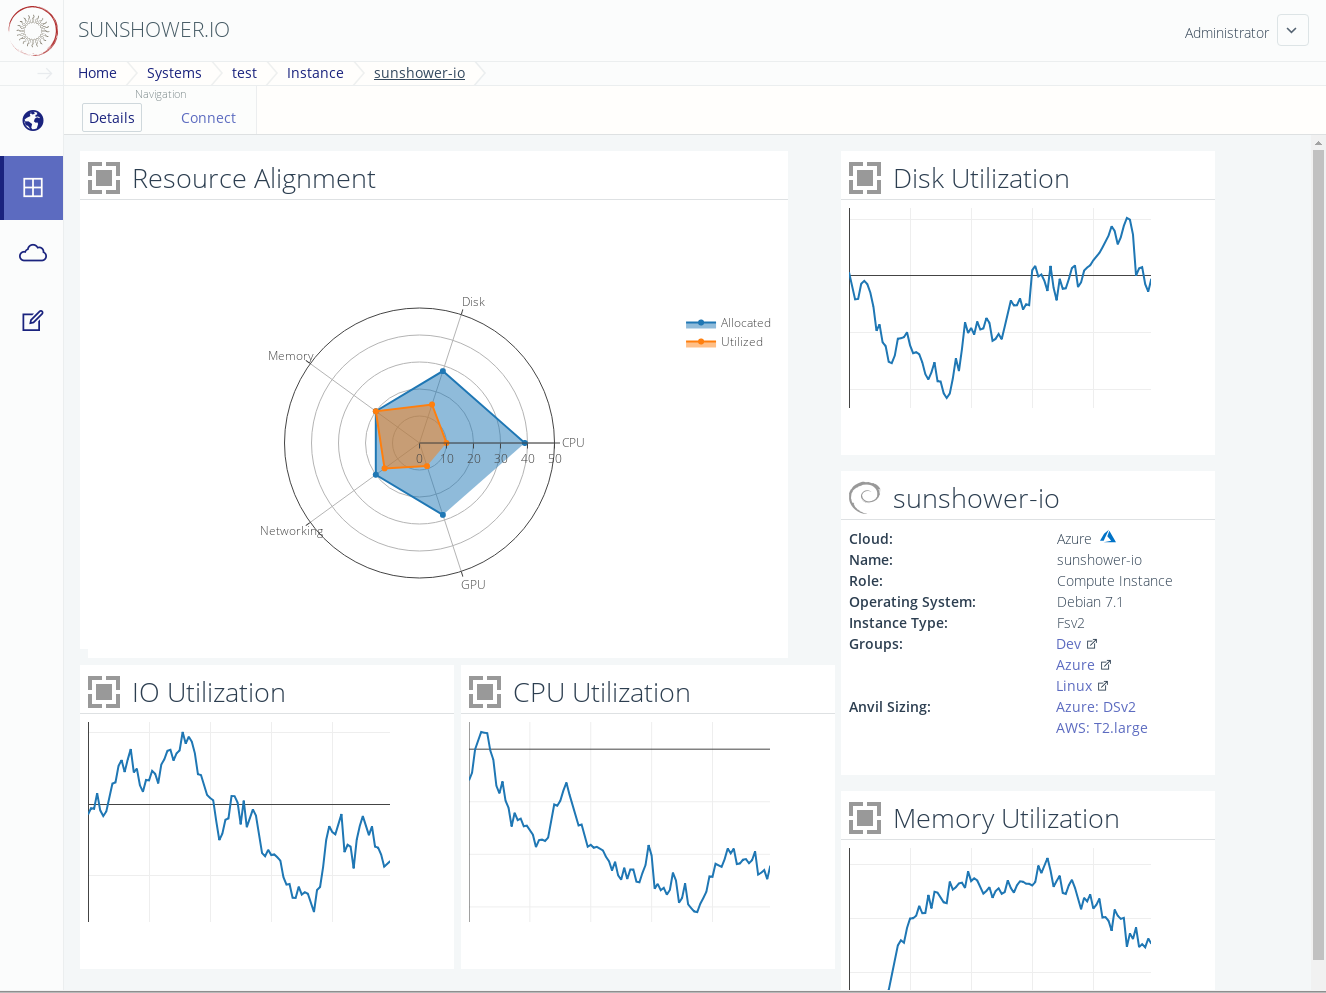 SUNSHOWER.IO
Administrator
Home Systems test Instance sunshower-io
Navigation
Details Connect
Resource Alignment
Disk
Memory
CPU
0 10 20 30 40 50
Networking
GPU
Allocated
Utilized
Disk Utilization
sunshower-io
Cloud: Azure
Name: sunshower-io
Role: Compute Instance
Operating System: Debian 7.1
Instance Type: Fsv2
Groups: Dev
Azure
Linux
Anvil Sizing: Azure: DSv2
AWS: T2.large
IO Utilization
CPU Utilization
Memory Utilization